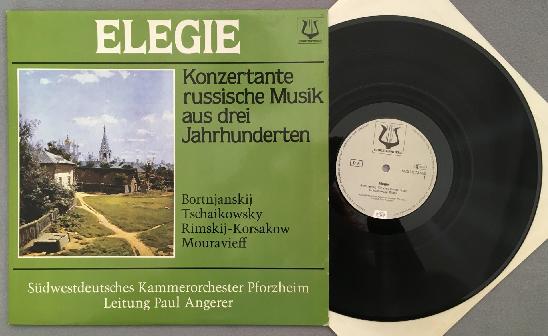 ELEGIE
Konzertante
russische Musik
aus drei
Jahrhunderten
Bortnjanskij
Tschaikowsky
Rimskij-Korsakow
Mouravieff
Südwestdeutsches Kammerorchester Pforzheim
Leitung Paul Angerer
Elegie